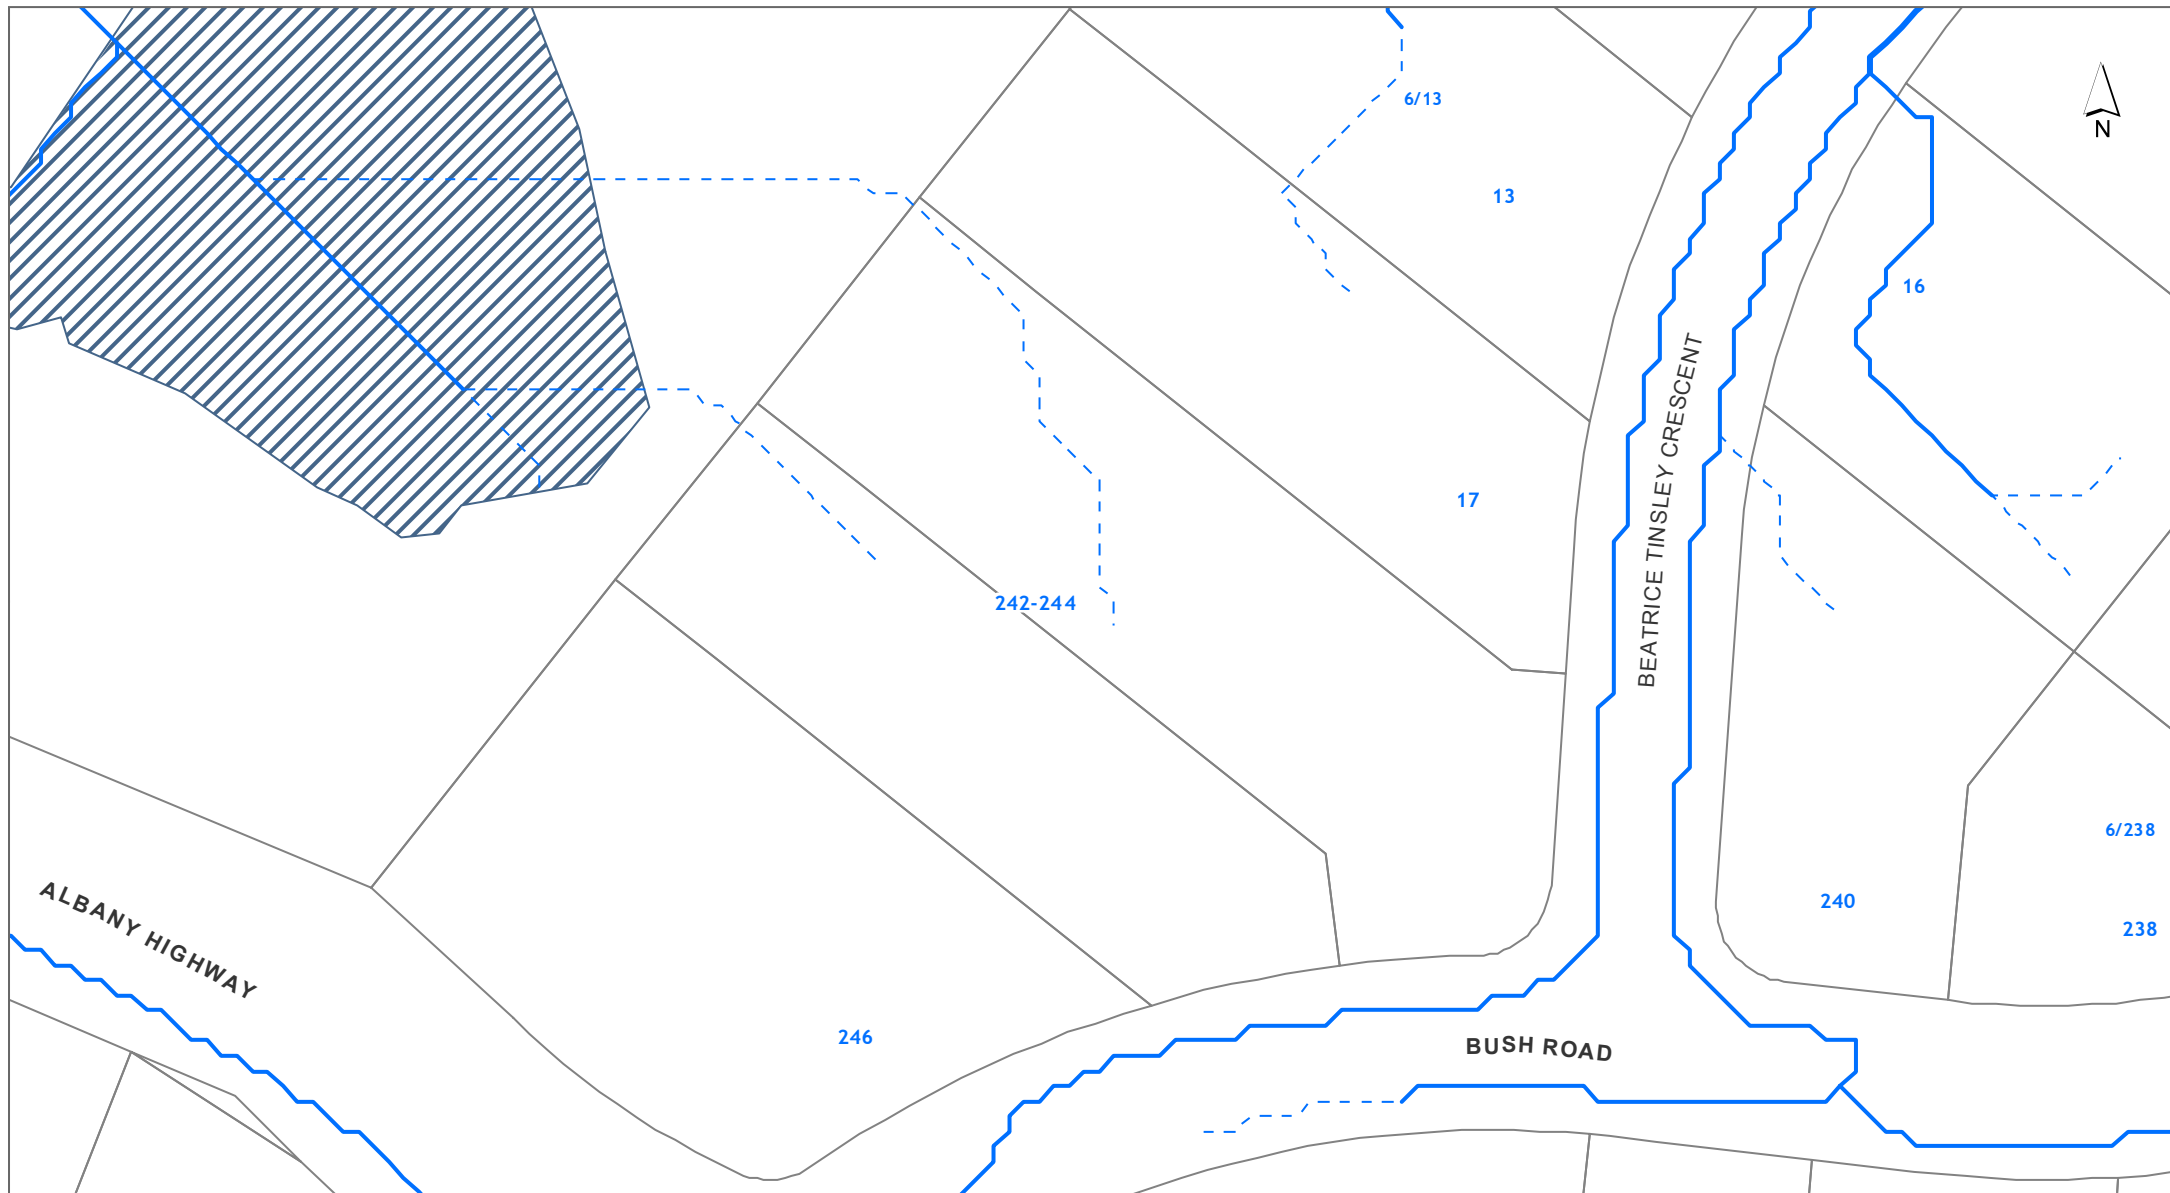 6/13
N
13
16
BEATRICE TINSLEY CRESCENT
17
242-244
6/238
ALBANY HIGHWAY
240
238
246
BUSH ROAD